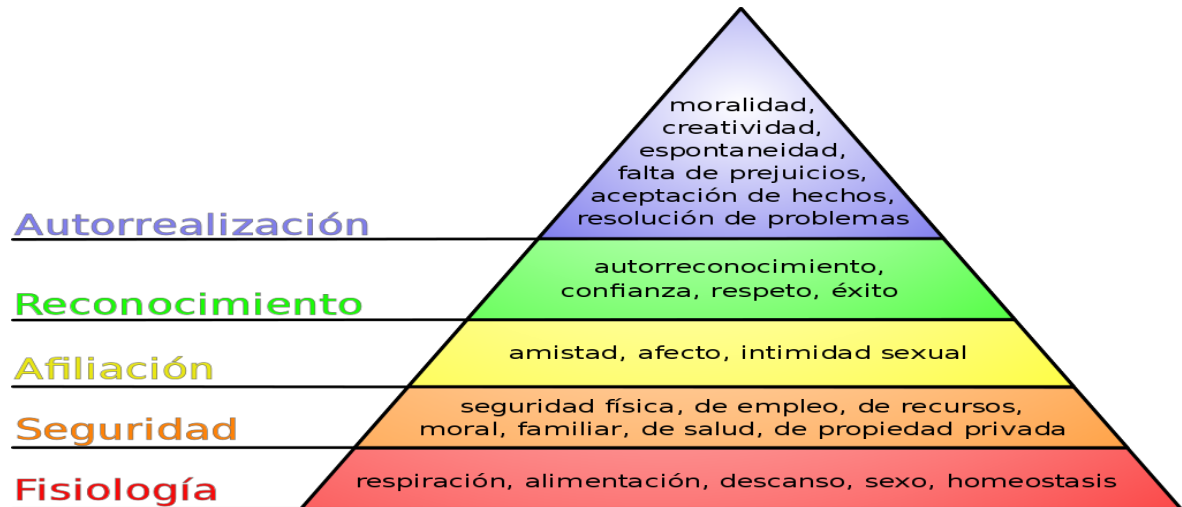 moralidad,
creatividad,
espontaneidad,
falta de prejuicios,
aceptación de hechos,
resolución de problemas
Autorrealización
autorreconocimiento,
confianza, respeto, éxito
Reconocimiento
amistad, afecto, intimidad sexual
Afiliación
seguridad física, de empleo, de recursos,
moral, familiar, de salud, de propiedad privada
Seguridad
respiración, alimentación, descanso, sexo, homeostasis
Fisiología